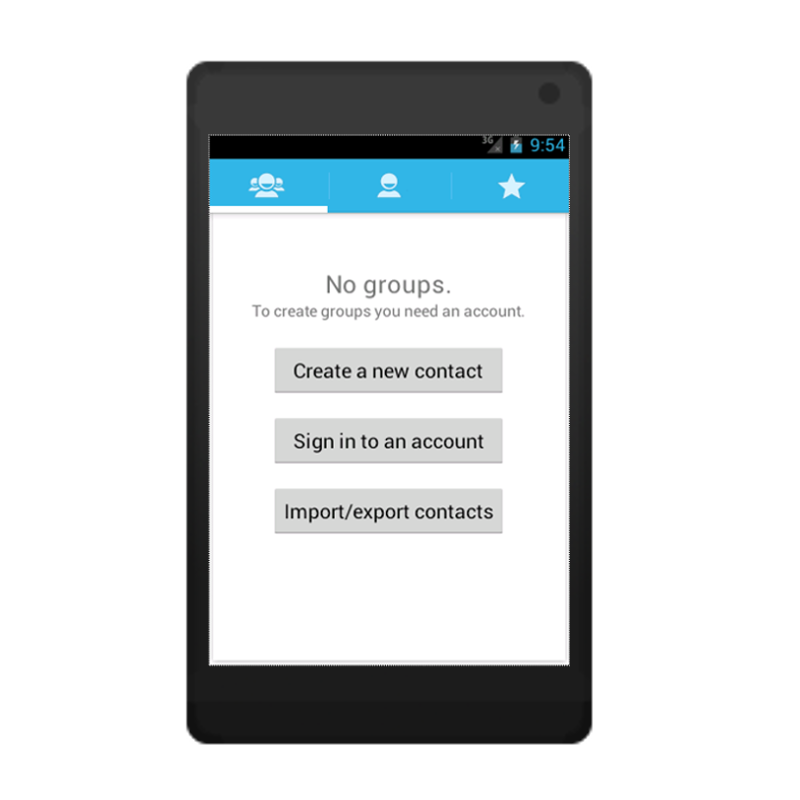 3G 9:54
No groups.
To create groups you need an account.
Create a new contact
Sign in to an account
Import/export contacts